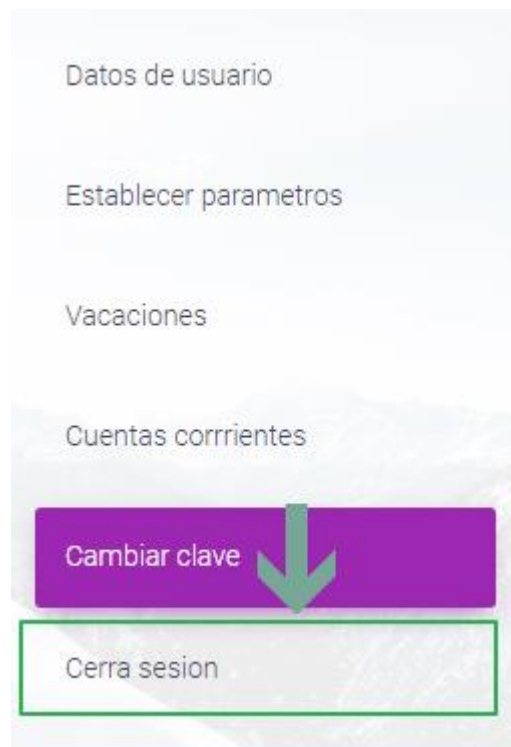 Datos de usuario
Establecer parametros
Vacaciones
Cuentas corrrientes
Cambiar clave
Cerra sesion